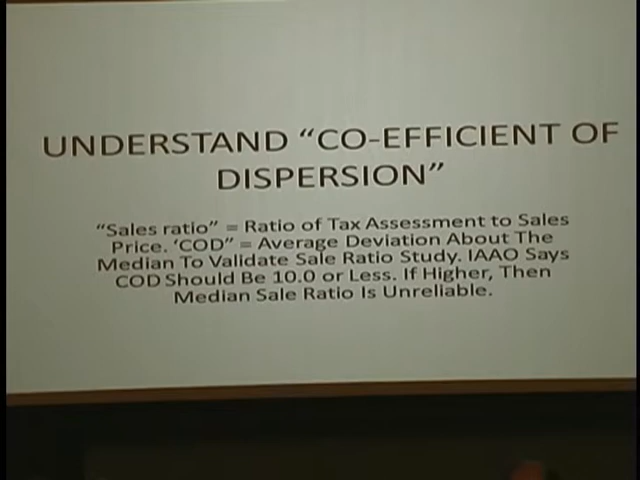 UNDERSTAND “CO-EFFICIENT OF
DISPERSION”
“Sales ratio” = Ratio of Tax Assessment to Sales
Price. ‘COD” = Average Deviation About The
Median To Validate Sale Ratio Study. IAAO Says
COD Should Be 10.0 or Less. If Higher, Then
Median Sale Ratio Is Unreliable.